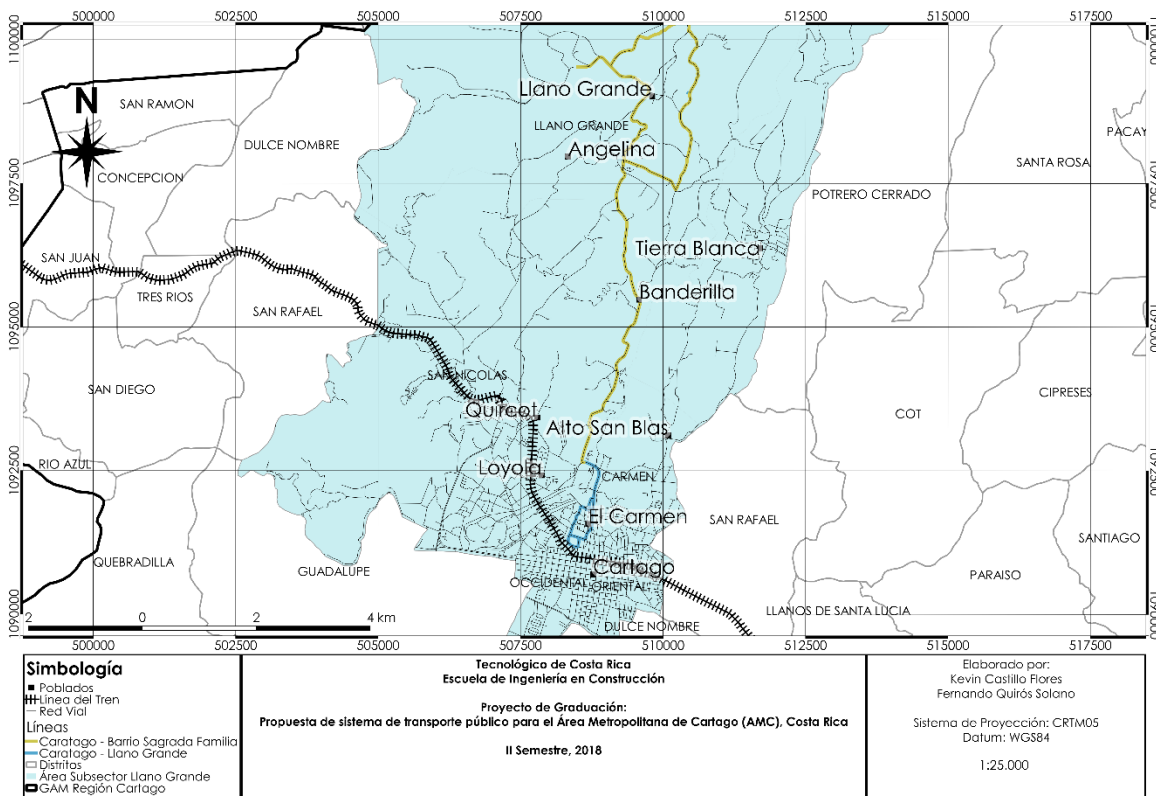 500000 502500 505000 507500 510000 512500 515000 517500
1100000 1100000
N
SAN RAMON
Llano Grande
LLANO GRANDE
DULCE NOMBRE
PACAY
Angelina
SANTA ROSA
CONCEPCION
1097500 1097500
POTRERO CERRADO
Tierra Blanca
SAN JUAN
Banderilla
TRES RIOS
SAN RAFAEL
1095000 1095000
SAN NICOLAS
SAN DIEGO
CIPRESES
Quircot
COT
Alto San Blas
RIO AZUL
Loyola
CARMEN
1092500 1092500
El Carmen
SAN RAFAEL
SANTIAGO
QUEBRADILLA
GUADALUPE
Cartago
PARAISO
OCCIDENTAL
ORIENTAL
LLANOS DE SANTA LUCIA
DULCE NOMBRE
1090000 1090000
2 0 2 4 km
500000 502500 505000 507500 510000 512500 515000 517500
Simbología
Poblados
Linea del Tren
Red Vial
Líneas
Caratago - Barrio Sagrada Familia
Caratago - Llano Grande
Distritos
Área Subsector Llano Grande
GAM Región Cartago
Tecnológico de Costa Rica
Escuela de Ingeniería en Construcción
Proyecto de Graduación:
Propuesta de sistema de transporte público para el Área Metropolitana de Cartago (AMC), Costa Rica
II Semestre, 2018
Elaborado por:
Kevin Castillo Flores
Fernando Quirós Solano
Sistema de Proyección: CRTM05
Datum: WGS84
1:25.000